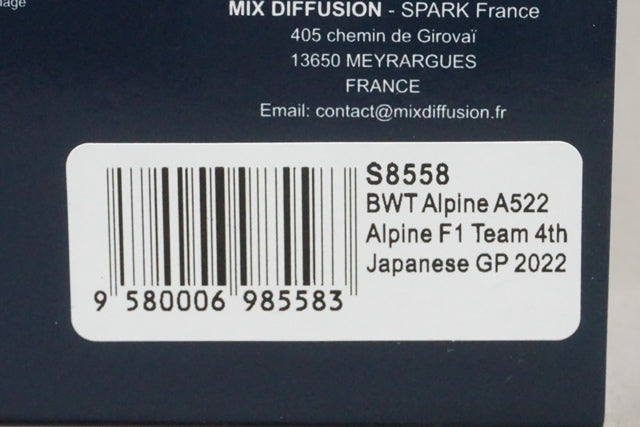 MIX DIFFUSION - SPARK France
405 chemin de Girovaï
13650 MEYRARGUES
FRANCE
Email: contact@mixdiffusion.fr
S8558
BWT Alpine A522
Alpine F1 Team 4th
Japanese GP 2022
9 580006 985583